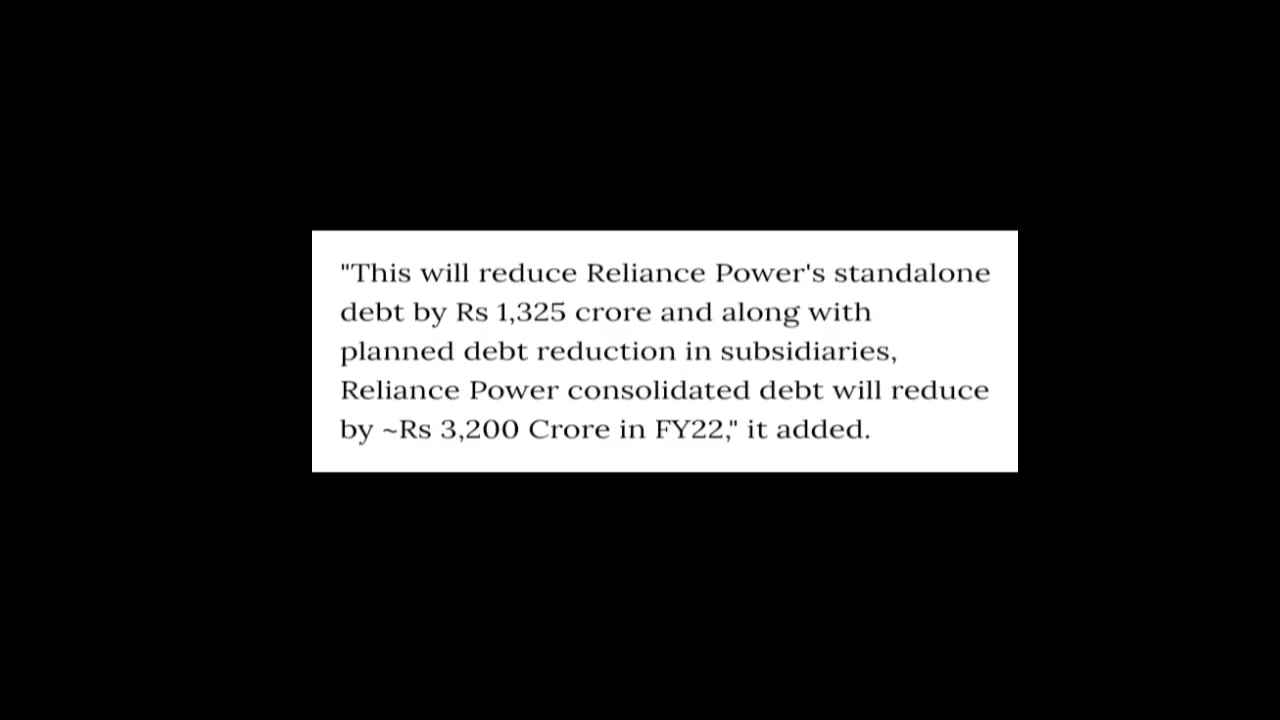 "This will reduce Reliance Power's standalone
debt by Rs 1,325 crore and along with
planned debt reduction in subsidiaries,
Reliance Power consolidated debt will reduce
by ~Rs 3,200 Crore in FY22," it added.